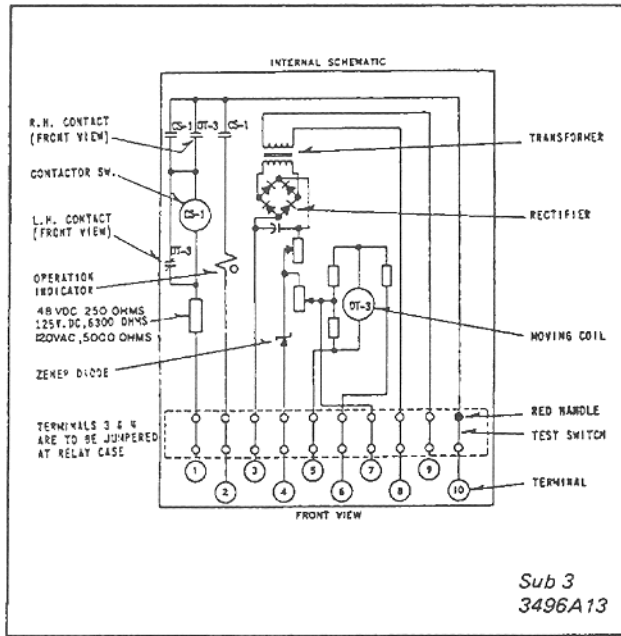 INTERNAL SCHEMATIC
R.H. CONTACT
(FRONT VIEW)
CS-1
DT-3
CS-1
TRANSFORMER
CONTACTOR SW.
CS-1
RECTIFIER
L.H. CONTACT
(FRONT VIEW)
DT-3
OPERATION
INDICATOR
DT-3
48 VDC 250 OHMS
125V.DC, 6300 OHMS
120VAC, 5000 OHMS
MOVING COIL
ZENER DIODE
RED HANDLE
TERMINALS 3 & 4
ARE TO BE JUMPERED
AT RELAY CASE
TEST SWITCH
1
2
3
4
5
6
7
8
9
10
TERMINAL
FRONT VIEW
Sub 3
3496A13